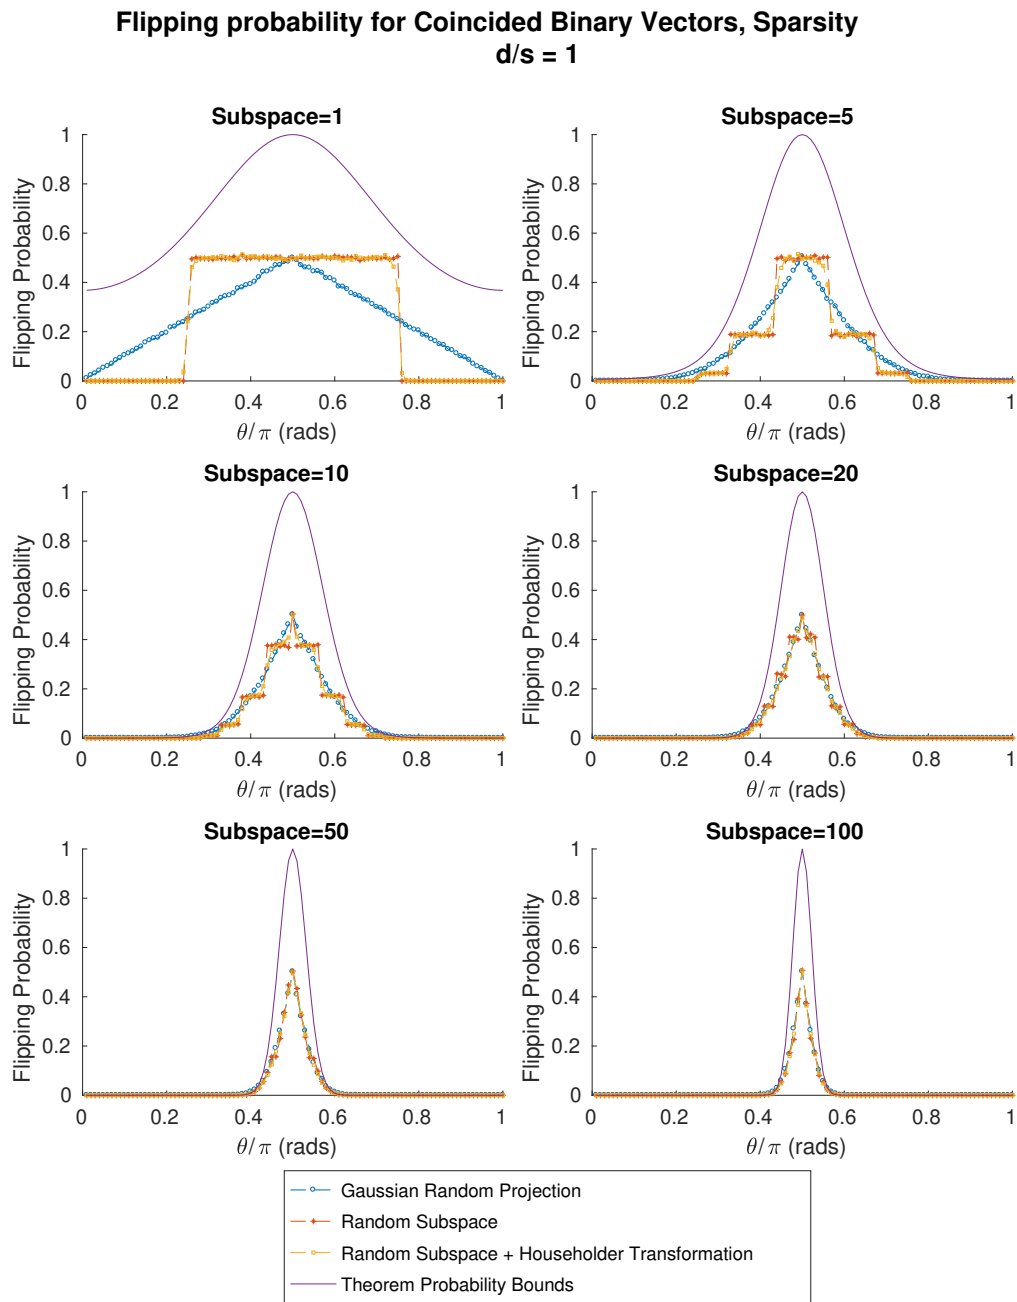 Flipping probability for Coincided Binary Vectors, Sparsity
d/s = 1
Subspace=1
Flipping Probability
1
0.8
0.6
0.4
0.2
0
0 0.2 0.4 0.6 0.8 1
θ/π (rads)
Subspace=5
Flipping Probability
1
0.8
0.6
0.4
0.2
0
0 0.2 0.4 0.6 0.8 1
θ/π (rads)
Subspace=10
Flipping Probability
1
0.8
0.6
0.4
0.2
0
0 0.2 0.4 0.6 0.8 1
θ/π (rads)
Subspace=20
Flipping Probability
1
0.8
0.6
0.4
0.2
0
0 0.2 0.4 0.6 0.8 1
θ/π (rads)
Subspace=50
Flipping Probability
1
0.8
0.6
0.4
0.2
0
0 0.2 0.4 0.6 0.8 1
θ/π (rads)
Subspace=100
Flipping Probability
1
0.8
0.6
0.4
0.2
0
0 0.2 0.4 0.6 0.8 1
θ/π (rads)
Gaussian Random Projection
Random Subspace
Random Subspace + Householder Transformation
Theorem Probability Bounds